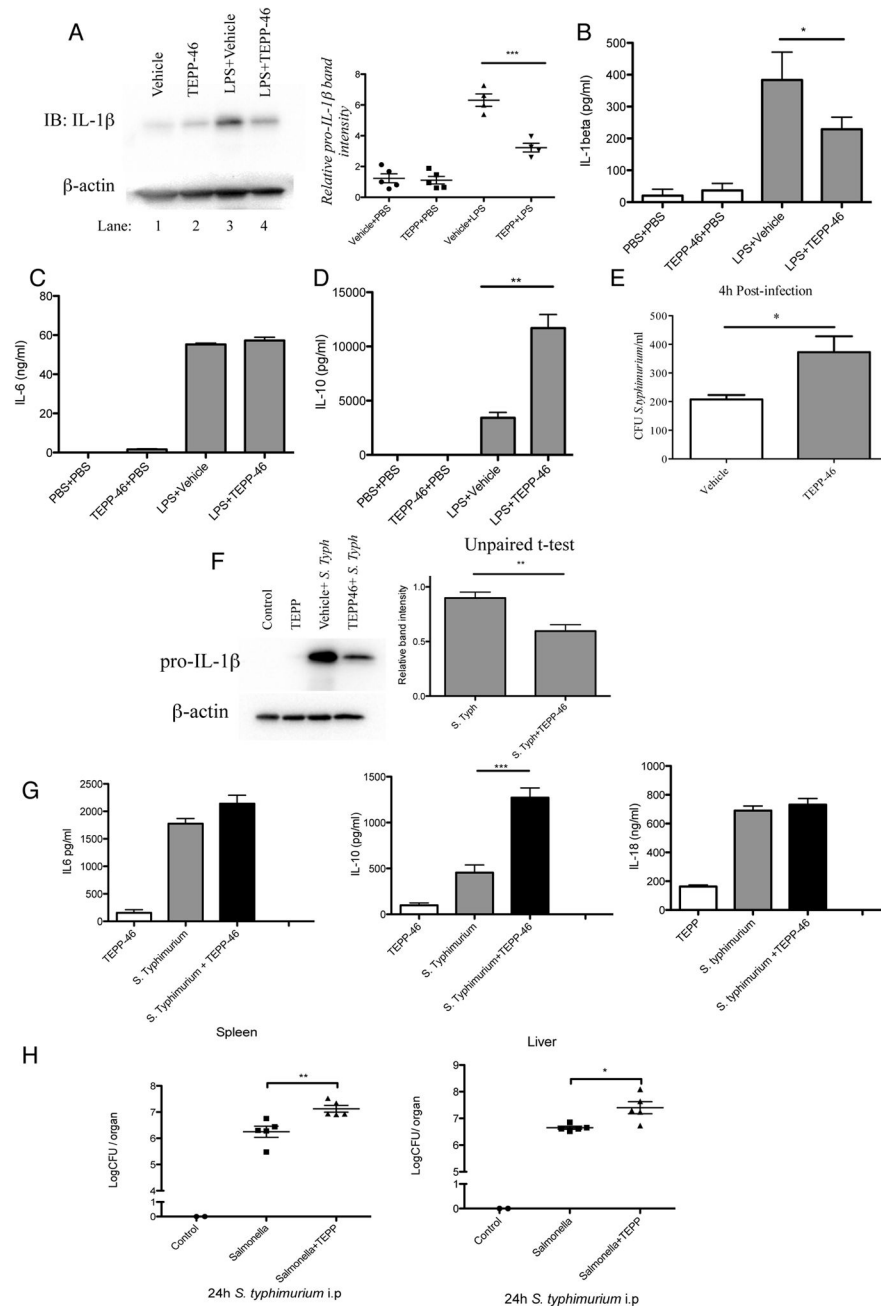 A
Vehicle
TEPP-46
LPS+Vehicle
LPS+TEPP-46
IB: IL-1β
β-actin
Lane: 1 2 3 4
Relative pro-IL-1β band
intensity
8
6
4
2
0
***
Vehicle+PBS
TEPP+PBS
Vehicle+LPS
TEPP+LPS
B
IL-1beta (pg/ml)
500
400
300
200
100
0
*
PBS+PBS
TEPP-46+PBS
LPS+Vehicle
LPS+TEPP-46
C
IL-6 (ng/ml)
80
60
40
20
0
PBS+PBS
TEPP-46+PBS
LPS+Vehicle
LPS+TEPP-46
D
IL-10 (pg/ml)
15000
10000
5000
0
**
PBS+PBS
TEPP-46+PBS
LPS+Vehicle
LPS+TEPP-46
E
4h Post-infection
CFU S.typhimurium/ml
500
400
300
200
100
0
*
Vehicle
TEPP-46
F
Control
TEPP
Vehicle+ S. Typh
TEPP46+ S. Typh
pro-IL-1β
β-actin
Unpaired t-test
Relative band intensity
1.0
0.5
0.0
**
S. Typh
S. Typh+TEPP-46
G
IL6 pg/ml
2500
2000
1500
1000
500
0
TEPP-46
S. Typhimurium
S. Typhimurium + TEPP-46
IL-10 (pg/ml)
1500
1000
500
0
***
TEPP-46
S. Typhimurium
S. Typhimurium+TEPP-46
IL-18 (ng/ml)
1000
800
600
400
200
0
TEPP
S. typhimurium
S. typhimurium +TEPP-46
H
Spleen
LogCFU/ organ
8
7
6
5
4
1
0
**
Control
Salmonella
Salmonella+TEPP
24h S. typhimurium i.p
Liver
LogCFU/ organ
9
8
7
6
5
1
0
*
Control
Salmonella
Salmonella+TEPP
24h S. typhimurium i.p